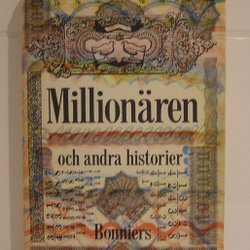 Millionären
och andra historier
Bonniers